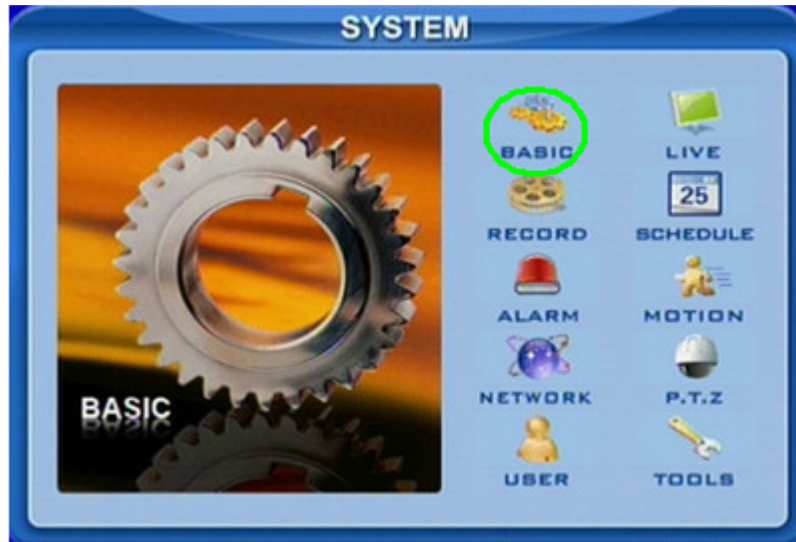 SYSTEM
BASIC
LIVE
25
RECORD
SCHEDULE
ALARM
MOTION
NETWORK
P.T.Z
BASIC
USER
TOOLS